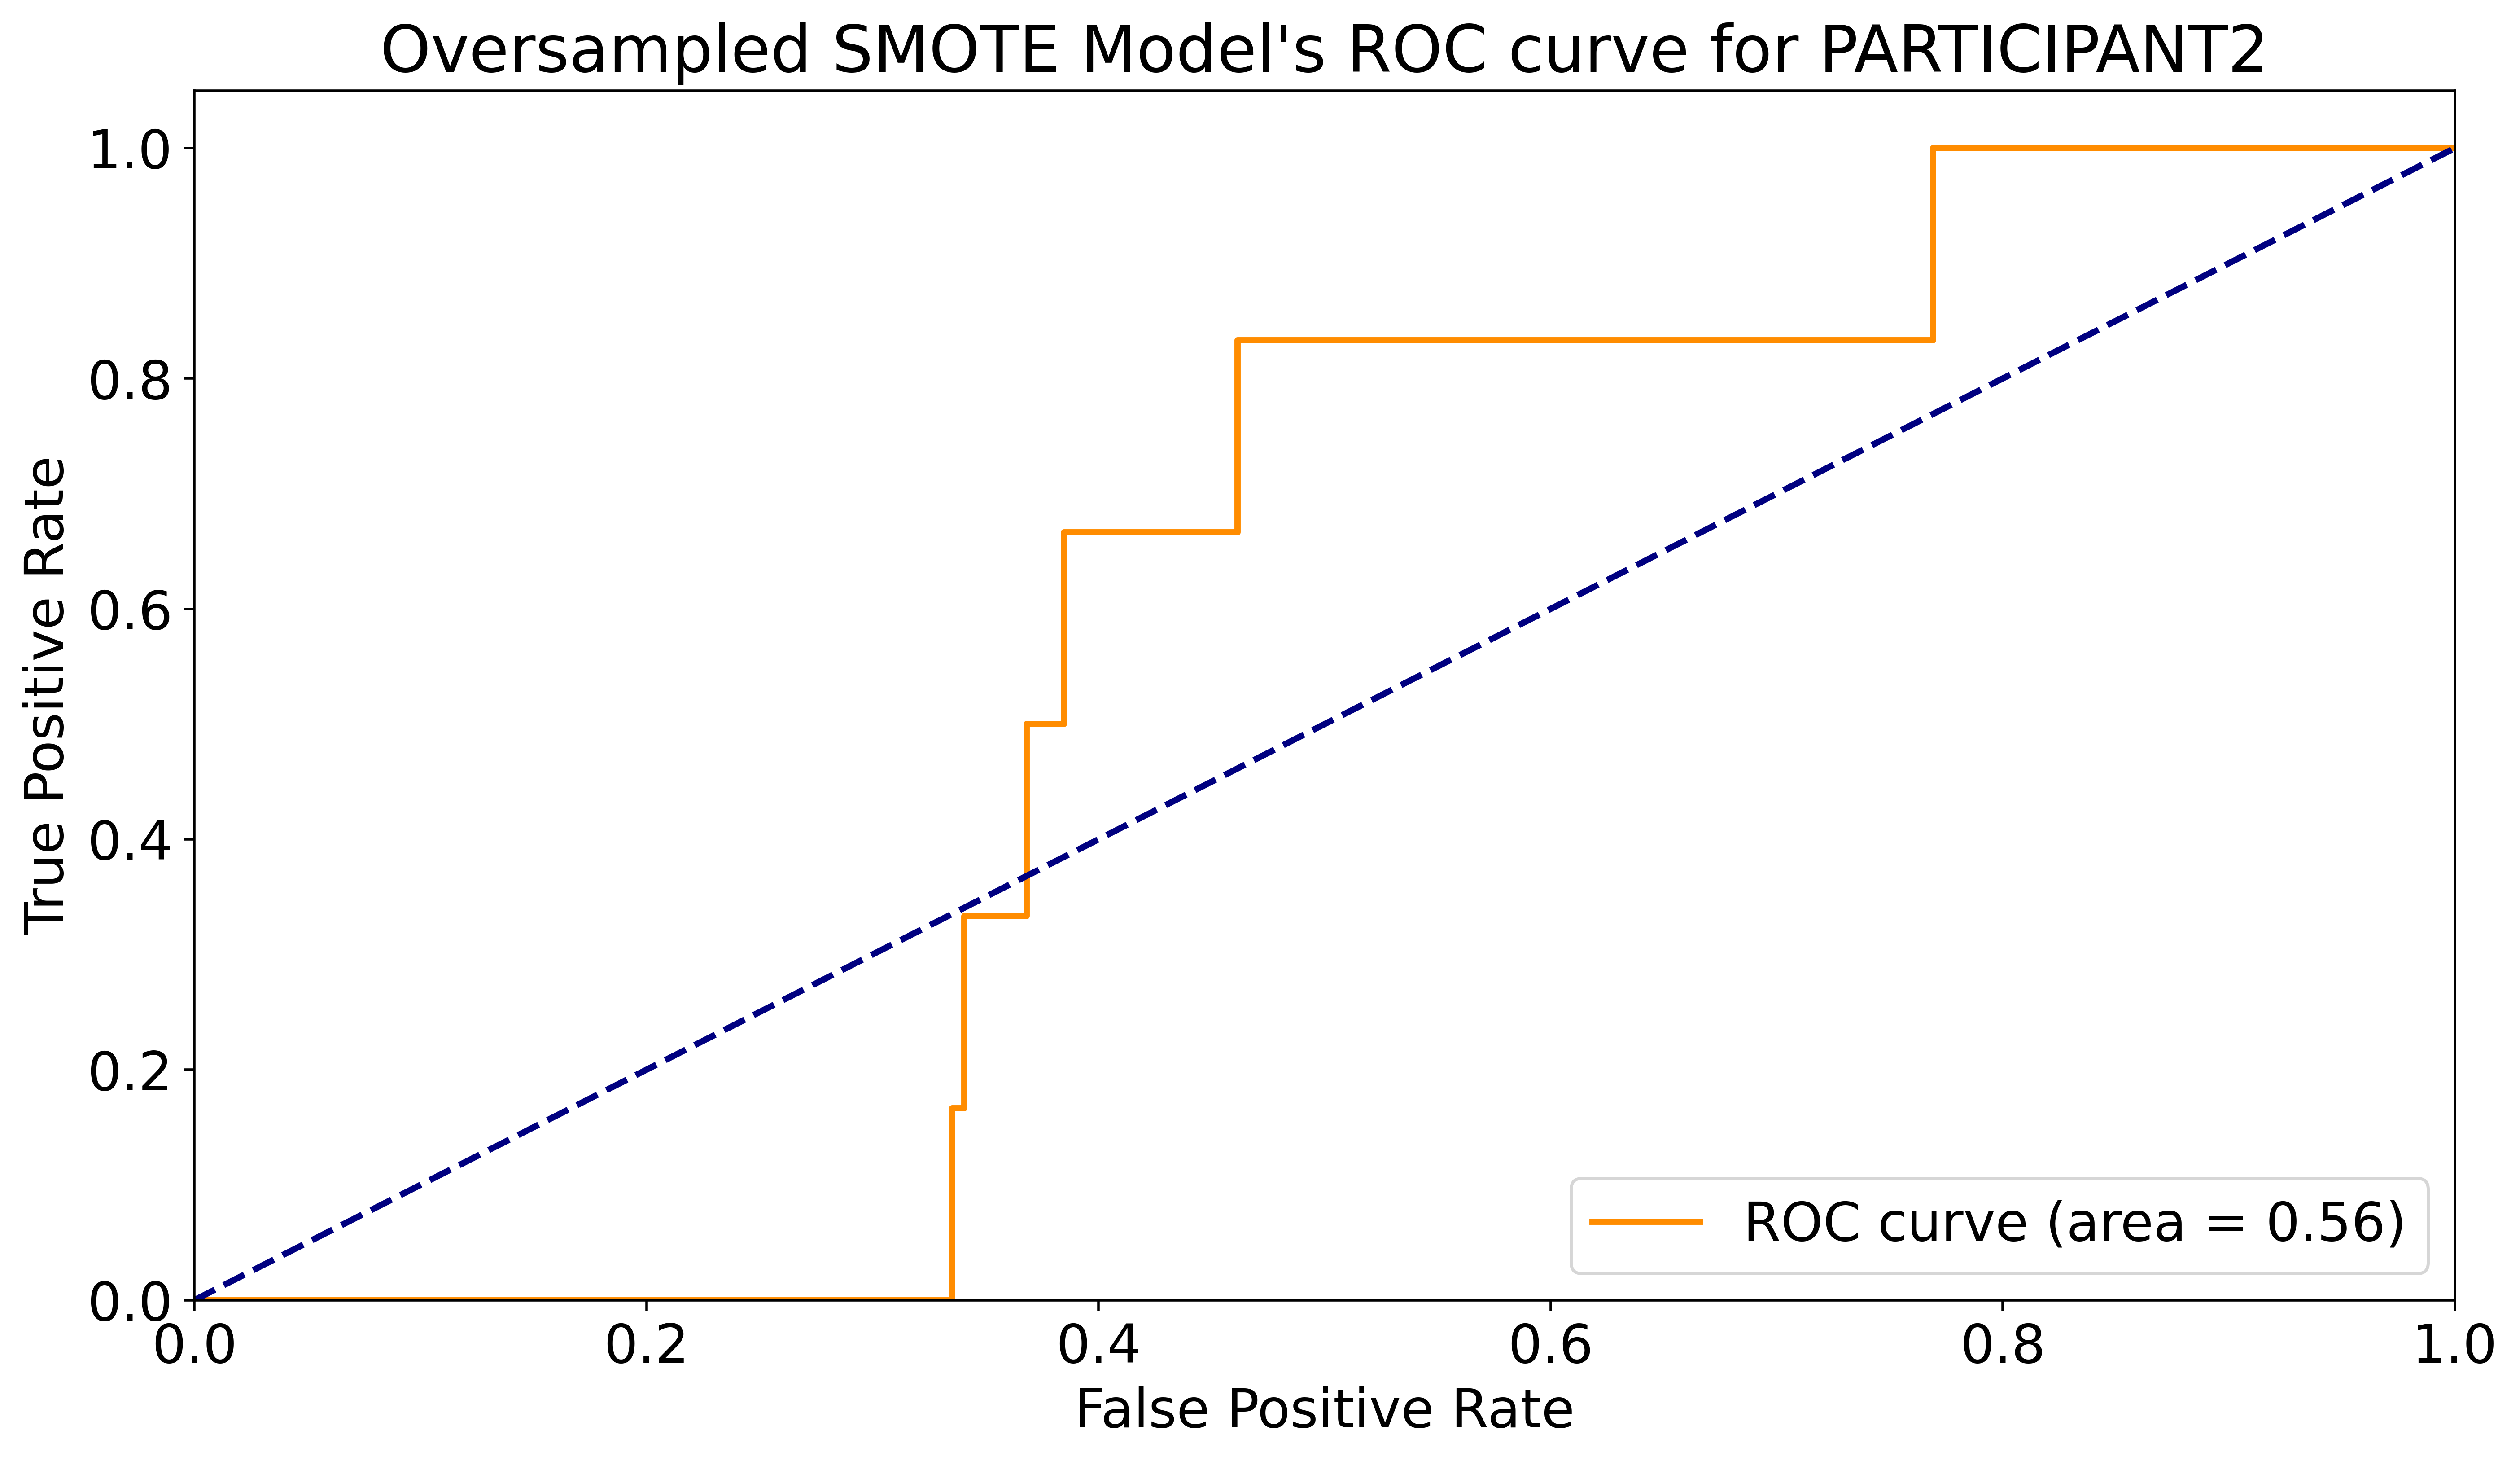 Oversampled SMOTE Model's ROC curve for PARTICIPANT2
True Positive Rate
1.0
0.8
0.6
0.4
0.2
0.0
ROC curve (area = 0.56)
0.0 0.2 0.4 0.6 0.8 1.0
False Positive Rate